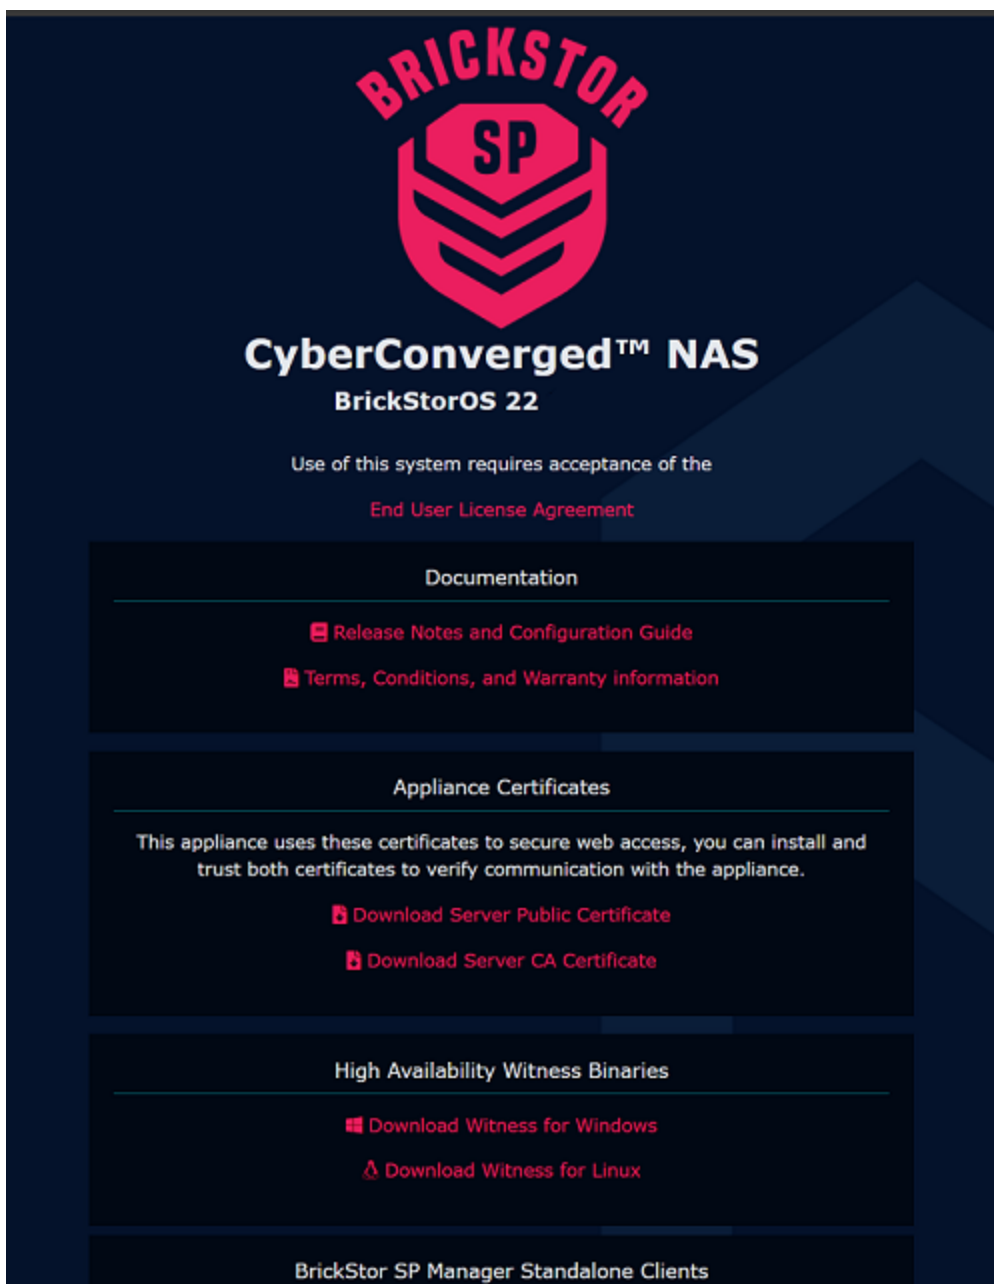 BRICKSTOR
SP
CyberConverged™ NAS
BrickStorOS 22
Use of this system requires acceptance of the
End User License Agreement
Documentation
Release Notes and Configuration Guide
Terms, Conditions, and Warranty information
Appliance Certificates
This appliance uses these certificates to secure web access, you can install and
trust both certificates to verify communication with the appliance.
Download Server Public Certificate
Download Server CA Certificate
High Availability Witness Binaries
Download Witness for Windows
Download Witness for Linux
BrickStor SP Manager Standalone Clients